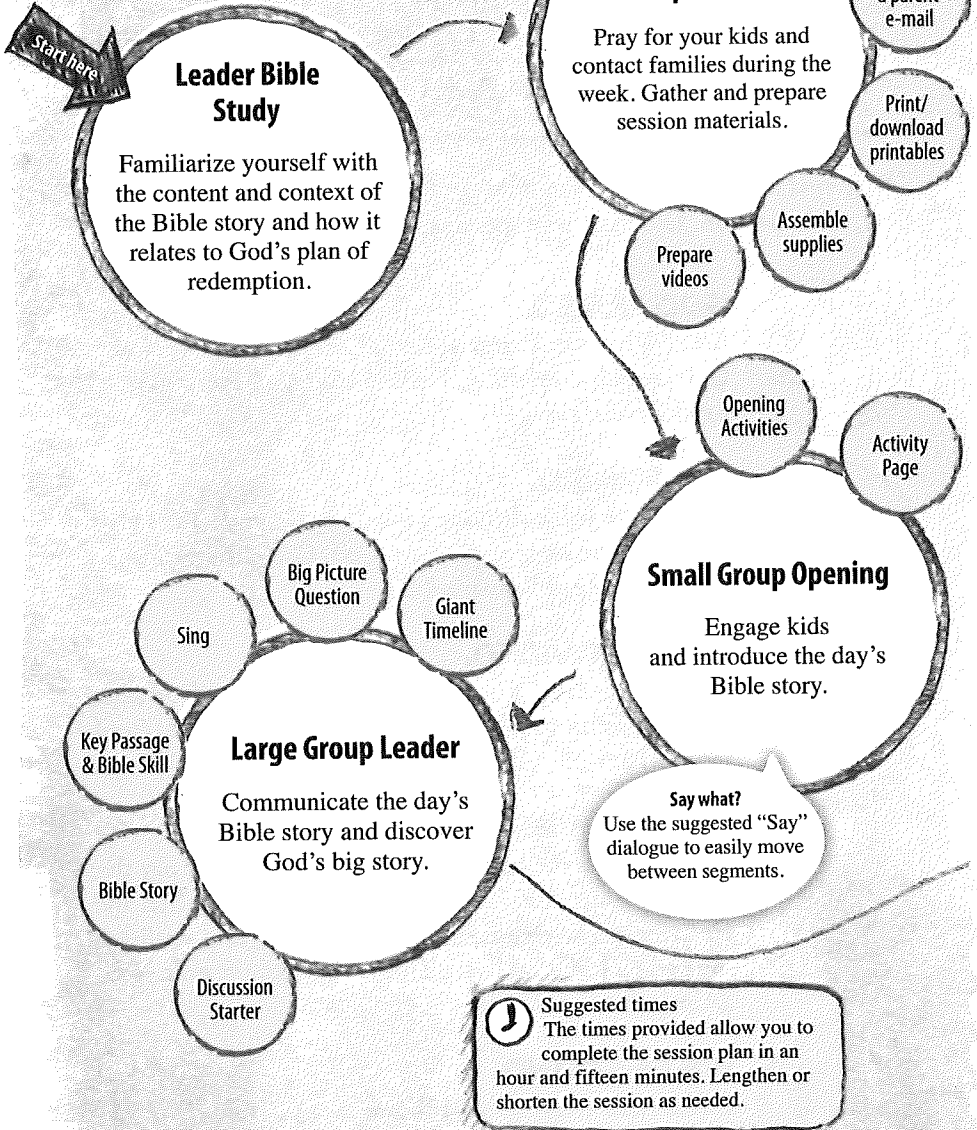 Start here
Leader Bible
Study
Familiarize yourself with
the content and context of
the Bible story and how it
relates to God's plan of
redemption.
e-mail
Pray for your kids and
contact families during the
week. Gather and prepare
session materials.
Print/
download
printables
Assemble
supplies
Prepare
videos
Opening
Activities
Activity
Page
Small Group Opening
Engage kids
and introduce the day's
Bible story.
Say what?
Use the suggested “Say”
dialogue to easily move
between segments.
Big Picture
Question
Giant
Timeline
Sing
Key Passage
& Bible Skill
Bible Story
Discussion
Starter
Large Group Leader
Communicate the day's
Bible story and discover
God's big story.
Suggested times
The times provided allow you to
complete the session plan in an
hour and fifteen minutes. Lengthen or
shorten the session as needed.